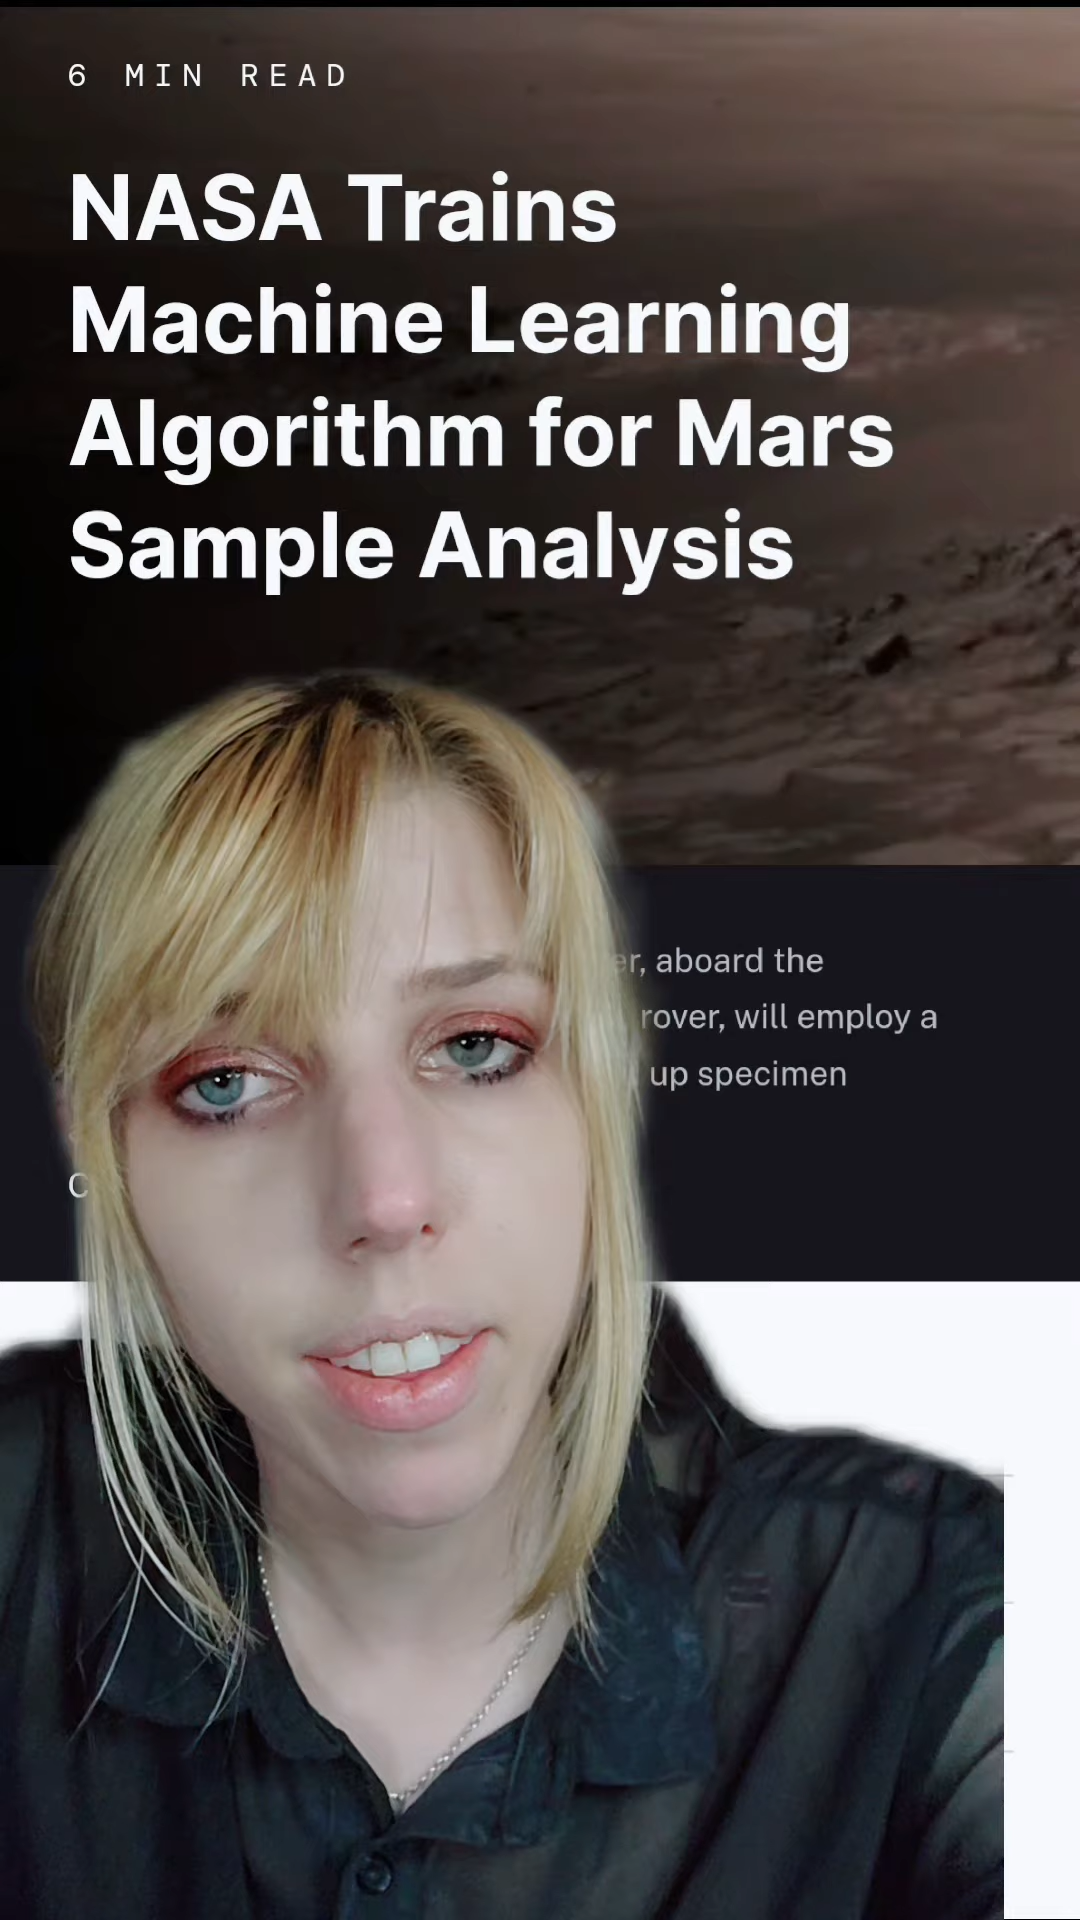 6 MIN READ
NASA Trains
Machine Learning
Algorithm for Mars
Sample Analysis
aboard the
rover, will employ a
up specimen